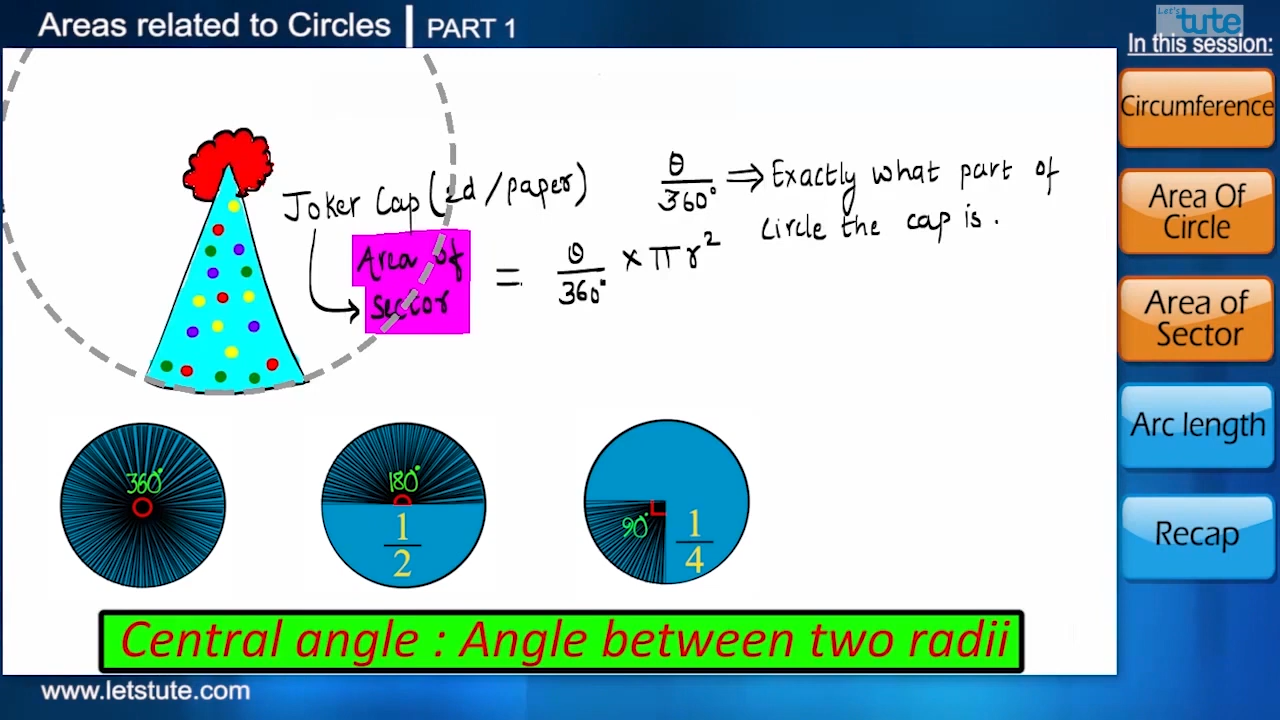 Areas related to Circles | PART 1
Let's tute
In this session:
Circumference
Area Of
Circle
Area of
Sector
Arc length
Recap
Joker Cap (2d / paper)
θ/360° ⇒ Exactly what part of
circle the cap is.
Area of
Sector
= θ/360° × πr²
360°
180°
1/2
90°
1/4
Central angle : Angle between two radii
www.letstute.com